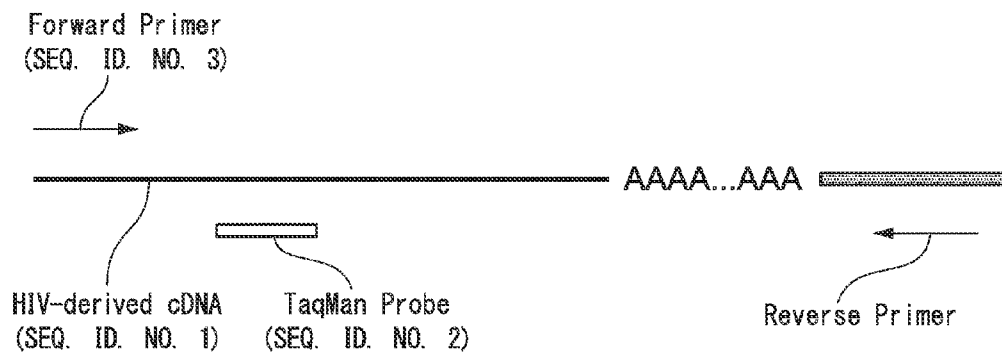 Forward Primer
(SEQ. ID. NO. 3)
AAAA...AAA
HIV-derived cDNA
(SEQ. ID. NO. 1)
TaqMan Probe
(SEQ. ID. NO. 2)
Reverse Primer